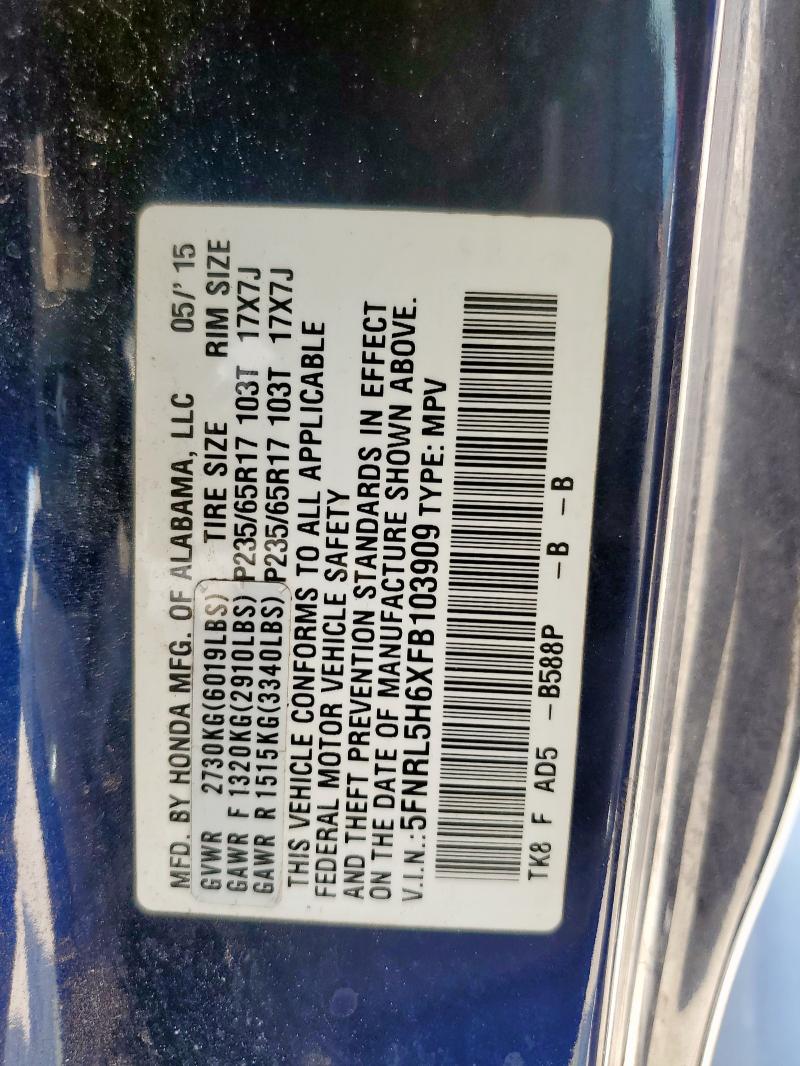 MFD. BY HONDA MFG. OF ALABAMA, LLC 05/' 15
GVWR 2730KG(6019LBS) TIRE SIZE RIM SIZE
GAWR F 1320KG(2910LBS) P235/65R17 103T 17X7J
GAWR R 1515KG(3340LBS) P235/65R17 103T 17X7J
THIS VEHICLE CONFORMS TO ALL APPLICABLE
FEDERAL MOTOR VEHICLE SAFETY
AND THEFT PREVENTION STANDARDS IN EFFECT
ON THE DATE OF MANUFACTURE SHOWN ABOVE.
V.I.N.:5FNRL5H6XFB103909 TYPE: MPV
TK8 F AD5 -B588P -B -B